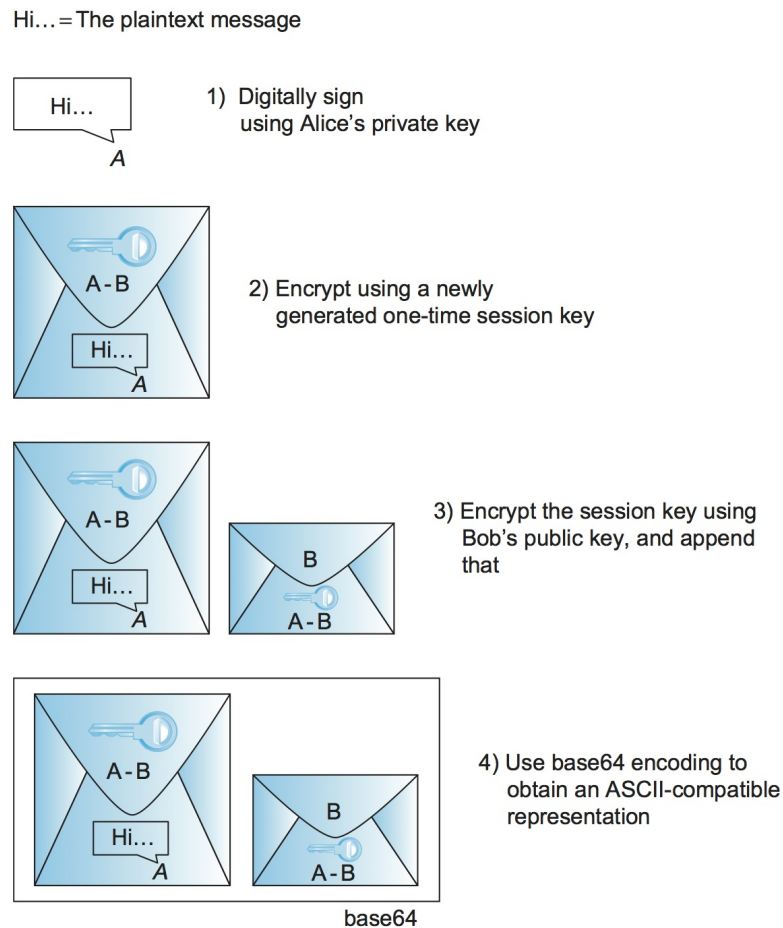 Hi...=The plaintext message
Hi...
A
1) Digitally sign
using Alice's private key
A-B
Hi...
A
2) Encrypt using a newly
generated one-time session key
A-B
Hi...
A
B
A-B
3) Encrypt the session key using
Bob's public key, and append
that
A-B
Hi...
A
B
A-B
4) Use base64 encoding to
obtain an ASCII-compatible
representation
base64